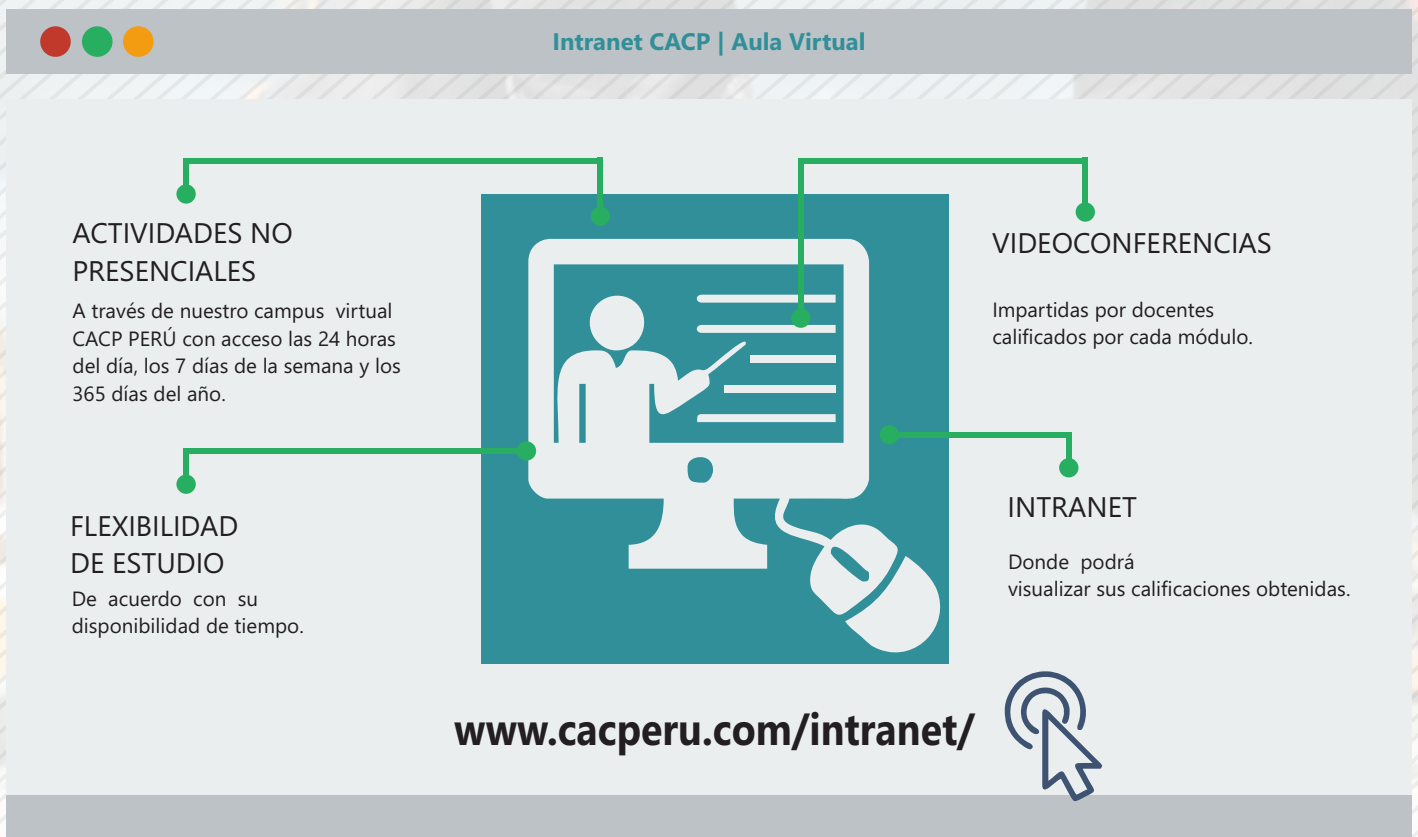 Intranet CACP | Aula Virtual
ACTIVIDADES NO
PRESENCIALES
A través de nuestro campus virtual
CACP PERÚ con acceso las 24 horas
del día, los 7 días de la semana y los
365 días del año.
FLEXIBILIDAD
DE ESTUDIO
De acuerdo con su
disponibilidad de tiempo.
VIDEOCONFERENCIAS
Impartidas por docentes
calificados por cada módulo.
INTRANET
Donde podrá
visualizar sus calificaciones obtenidas.
www.cacperu.com/intranet/